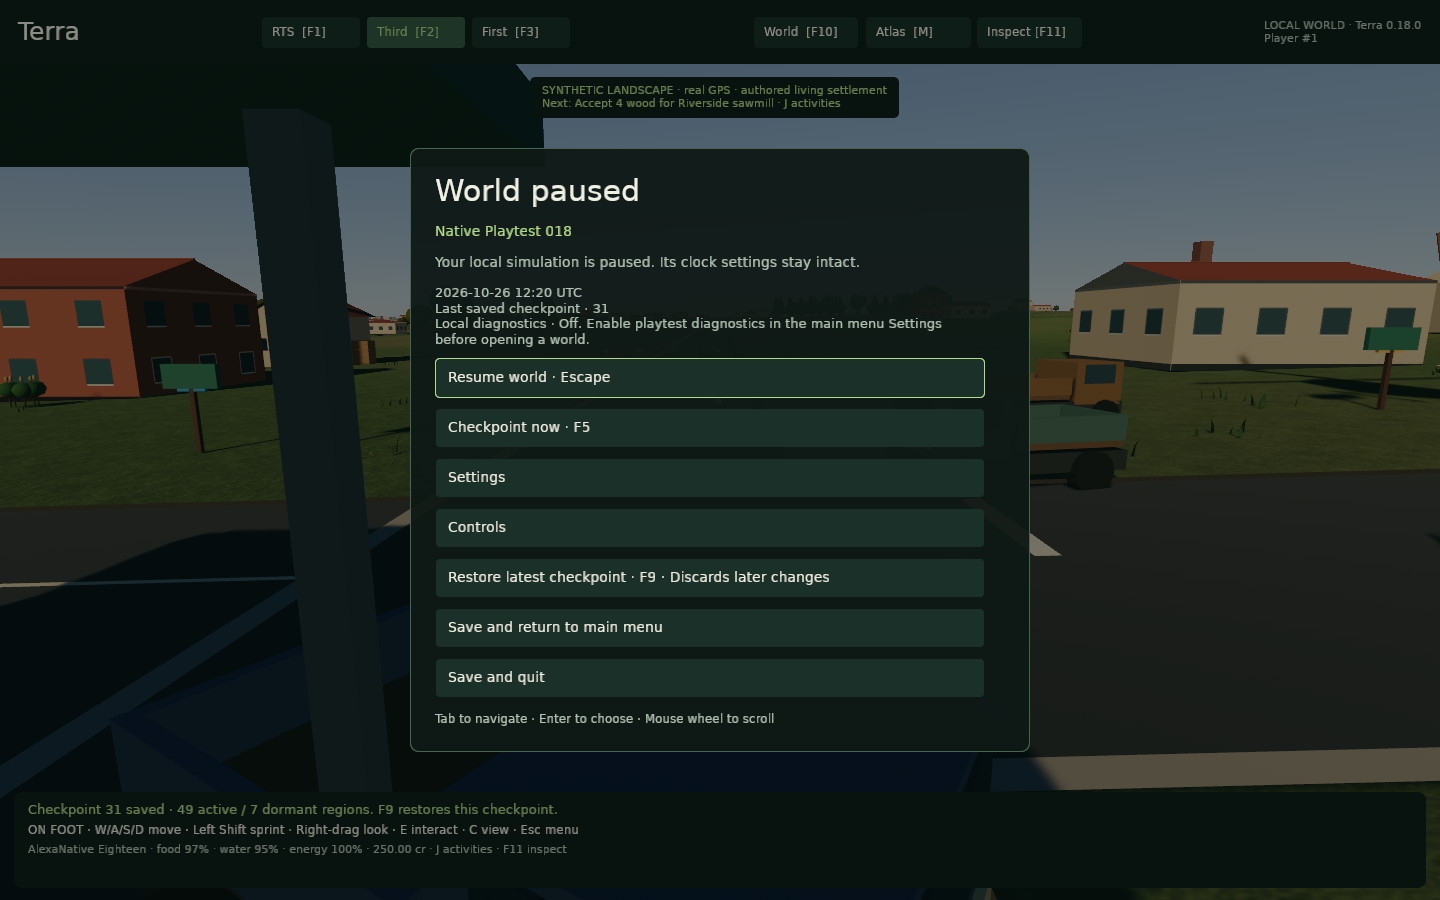 Terra
RTS [F1]
Third [F2]
First [F3]
World [F10]
Atlas [M]
Inspect [F11]
LOCAL WORLD · Terra 0.18.0
Player #1
SYNTHETIC LANDSCAPE · real GPS · authored living settlement
Next: Accept 4 wood for Riverside sawmill · J activities
World paused
Native Playtest 018
Your local simulation is paused. Its clock settings stay intact.
2026-10-26 12:20 UTC
Last saved checkpoint · 31
Local diagnostics · Off. Enable playtest diagnostics in the main menu Settings
before opening a world.
Resume world · Escape
Checkpoint now · F5
Settings
Controls
Restore latest checkpoint · F9 · Discards later changes
Save and return to main menu
Save and quit
Tab to navigate · Enter to choose · Mouse wheel to scroll
Checkpoint 31 saved · 49 active / 7 dormant regions. F9 restores this checkpoint.
ON FOOT · W/A/S/D move · Left Shift sprint · Right-drag look · E interact · C view · Esc menu
AlexaNative Eighteen · food 97% · water 95% · energy 100% · 250.00 cr · J activities · F11 inspect